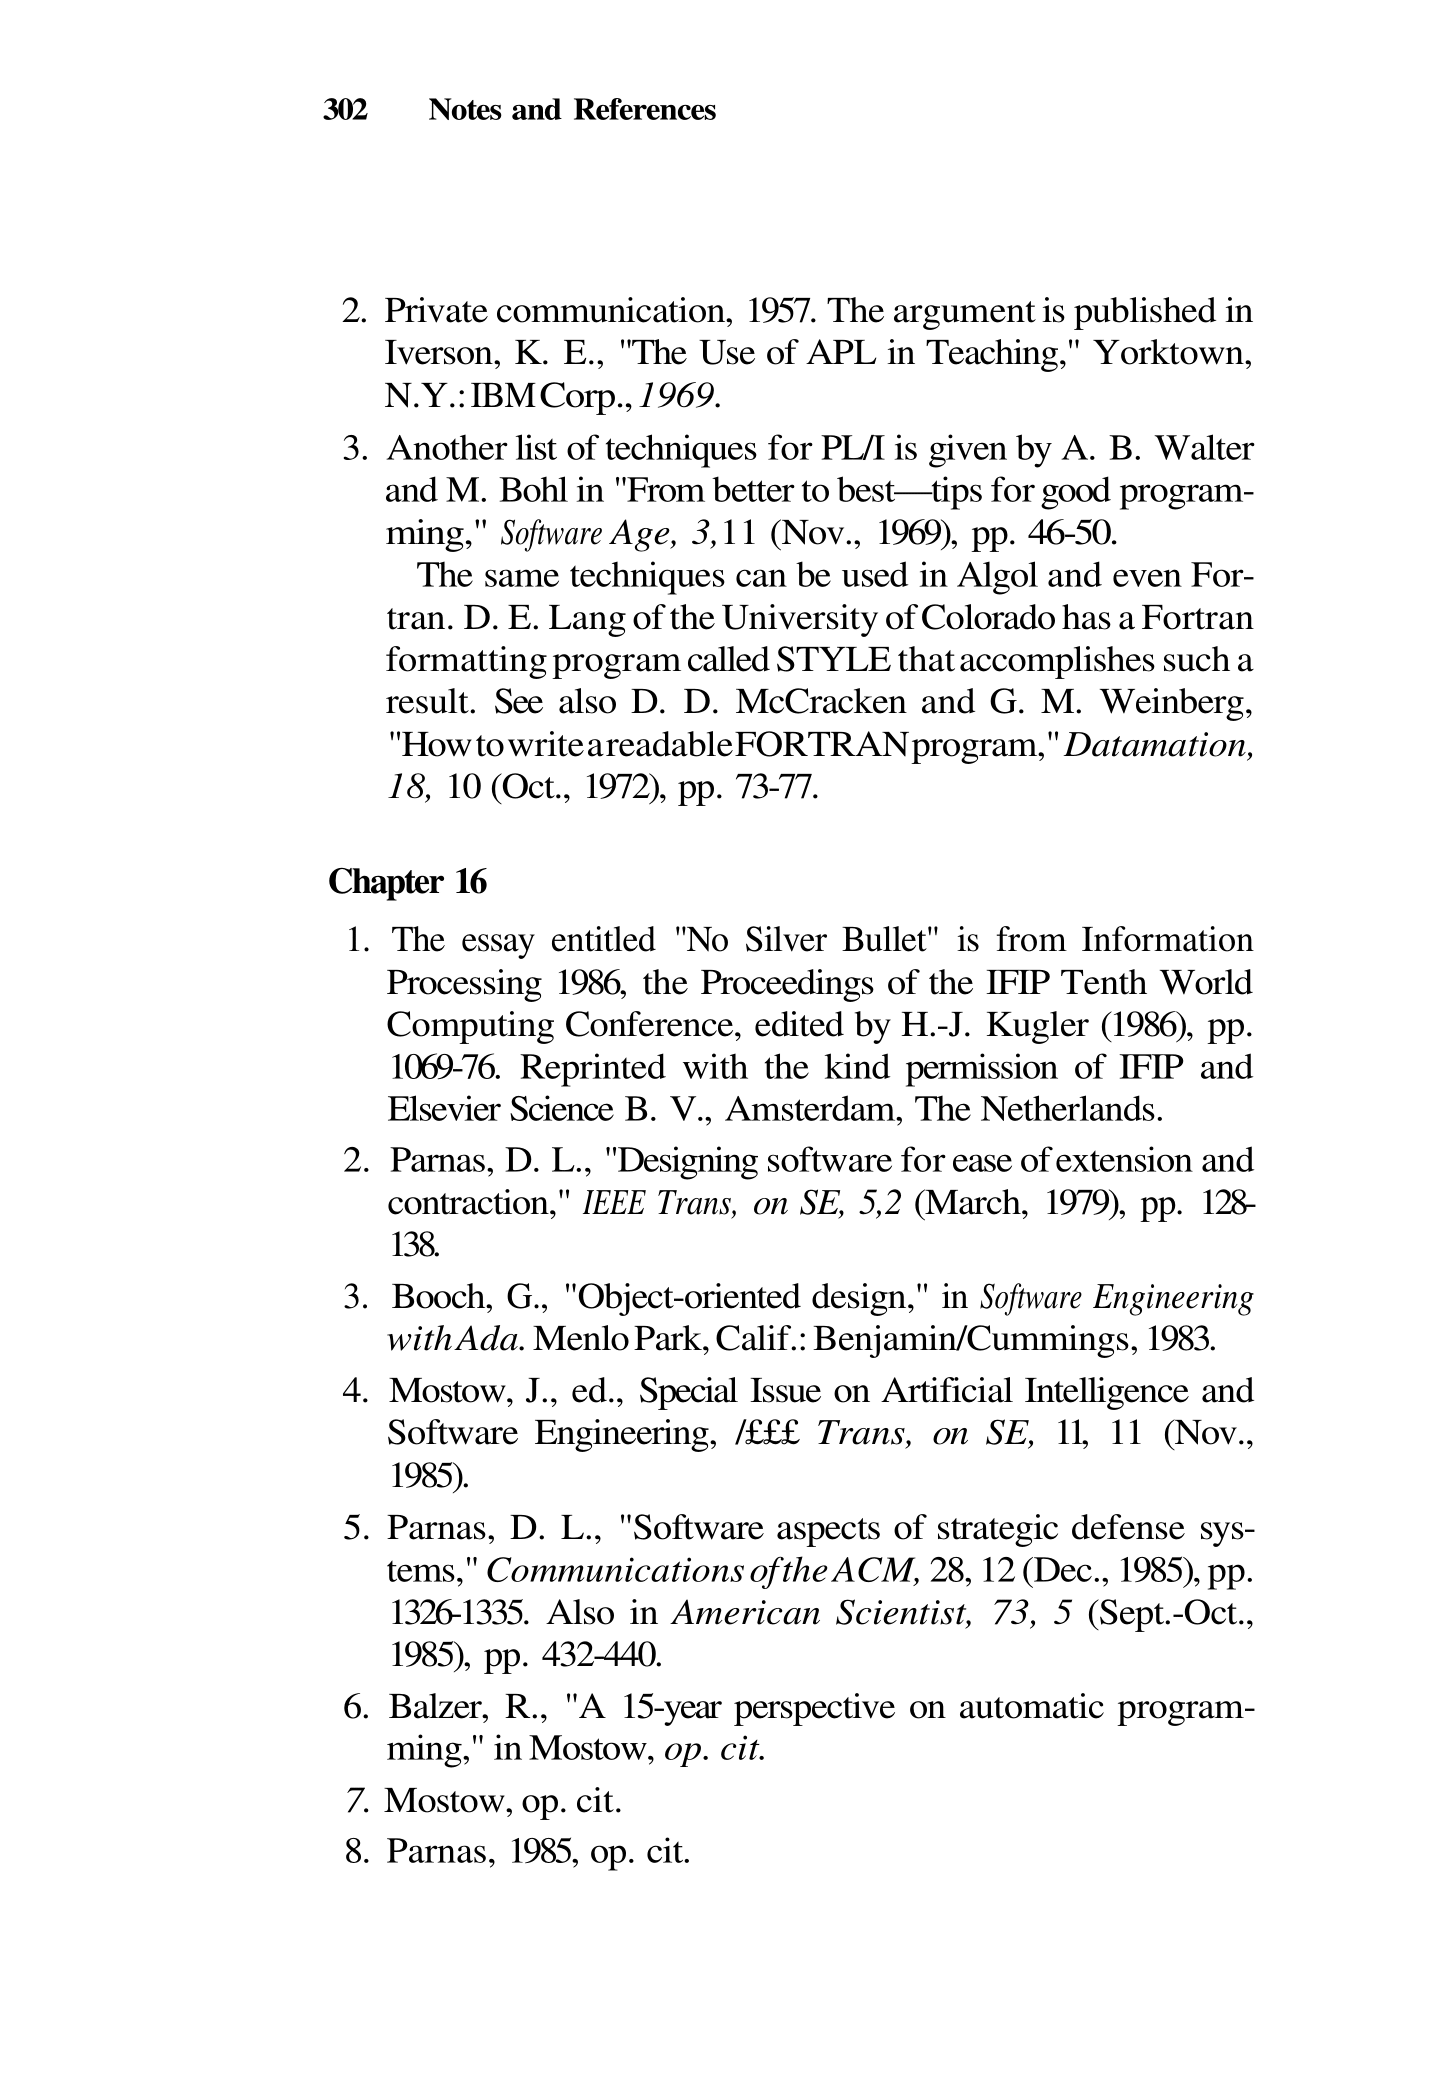 302 Notes and References
2. Private communication, 1957. The argument is published in
Iverson, K. E., "The Use of APL in Teaching," Yorktown,
N.Y.: IBM Corp., 1969.
3. Another list of techniques for PL/I is given by A. B. Walter
and M. Bohl in "From better to best—tips for good program-
ming," Software Age, 3,11 (Nov., 1969), pp. 46-50.
The same techniques can be used in Algol and even For-
tran. D. E. Lang of the University of Colorado has a Fortran
formatting program called STYLE that accomplishes such a
result. See also D. D. McCracken and G. M. Weinberg,
"How to write a readable FORTRAN program," Datamation,
18, 10 (Oct., 1972), pp. 73-77.
Chapter 16
1. The essay entitled "No Silver Bullet" is from Information
Processing 1986, the Proceedings of the IFIP Tenth World
Computing Conference, edited by H.-J. Kugler (1986), pp.
1069-76. Reprinted with the kind permission of IFIP and
Elsevier Science B. V., Amsterdam, The Netherlands.
2. Parnas, D. L., "Designing software for ease of extension and
contraction," IEEE Trans, on SE, 5,2 (March, 1979), pp. 128-
138.
3. Booch, G., "Object-oriented design," in Software Engineering
with Ada. Menlo Park, Calif.: Benjamin/Cummings, 1983.
4. Mostow, J., ed., Special Issue on Artificial Intelligence and
Software Engineering, /£££ Trans, on SE, 11, 11 (Nov.,
1985).
5. Parnas, D. L., "Software aspects of strategic defense sys-
tems," Communications of the ACM, 28, 12 (Dec., 1985), pp.
1326-1335. Also in American Scientist, 73, 5 (Sept.-Oct.,
1985), pp. 432-440.
6. Balzer, R., "A 15-year perspective on automatic program-
ming," in Mostow, op. cit.
7. Mostow, op. cit.
8. Parnas, 1985, op. cit.